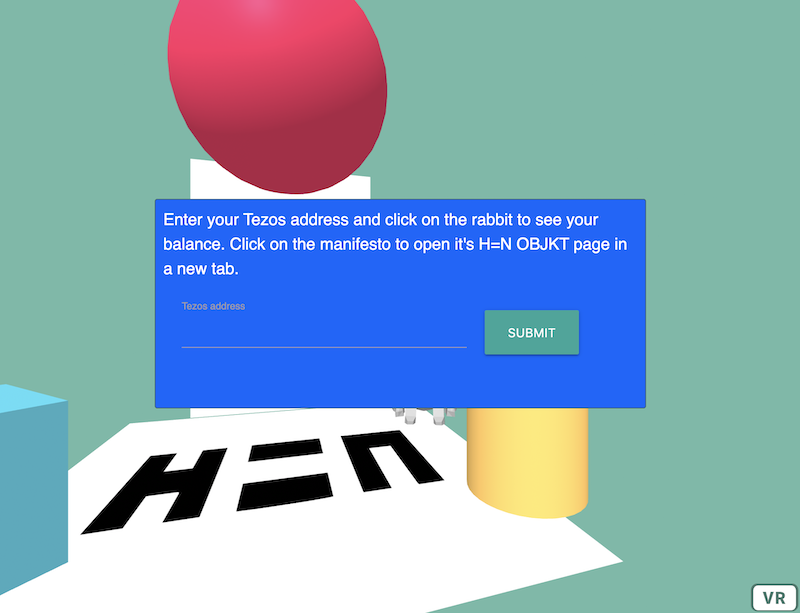 Enter your Tezos address and click on the rabbit to see your
balance. Click on the manifesto to open it's H=N OBJKT page in
a new tab.
Tezos address
SUBMIT
H=n
VR